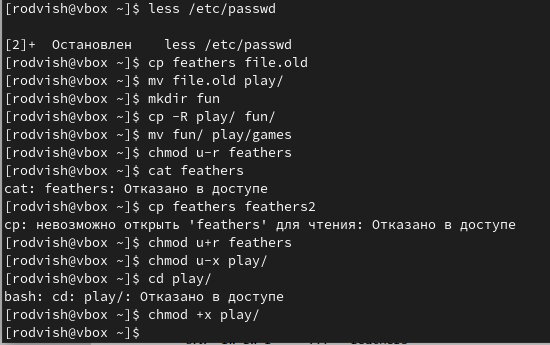 [rodvish@vbox ~]$ less /etc/passwd
[2]+  Остановлен    less /etc/passwd
[rodvish@vbox ~]$ cp feathers file.old
[rodvish@vbox ~]$ mv file.old play/
[rodvish@vbox ~]$ mkdir fun
[rodvish@vbox ~]$ cp -R play/ fun/
[rodvish@vbox ~]$ mv fun/ play/games
[rodvish@vbox ~]$ chmod u-r feathers
[rodvish@vbox ~]$ cat feathers
cat: feathers: Отказано в доступе
[rodvish@vbox ~]$ cp feathers feathers2
cp: невозможно открыть 'feathers' для чтения: Отказано в доступе
[rodvish@vbox ~]$ chmod u+r feathers
[rodvish@vbox ~]$ chmod u-x play/
[rodvish@vbox ~]$ cd play/
bash: cd: play/: Отказано в доступе
[rodvish@vbox ~]$ chmod +x play/
[rodvish@vbox ~]$